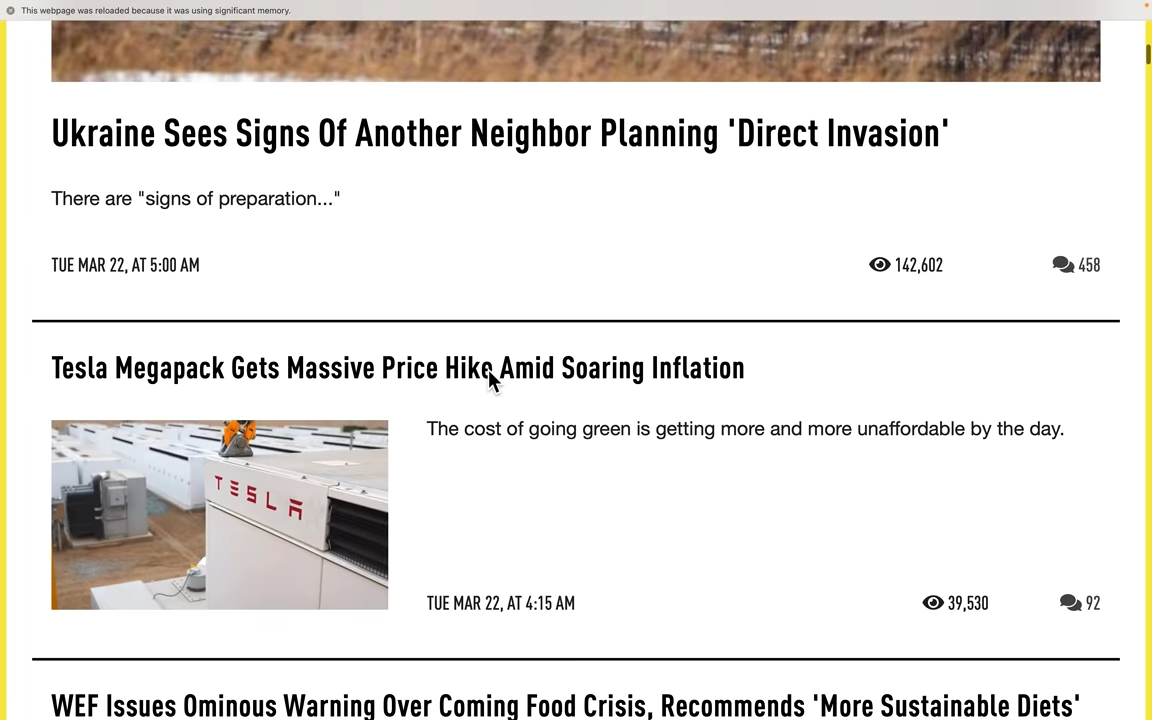 This webpage was reloaded because it was using significant memory.
Ukraine Sees Signs Of Another Neighbor Planning 'Direct Invasion'
There are "signs of preparation..."
TUE MAR 22, AT 5:00 AM 142,602 458
Tesla Megapack Gets Massive Price Hike Amid Soaring Inflation
The cost of going green is getting more and more unaffordable by the day.
TESLA
TUE MAR 22, AT 4:15 AM 39,530 92
WEF Issues Ominous Warning Over Coming Food Crisis, Recommends 'More Sustainable Diets'